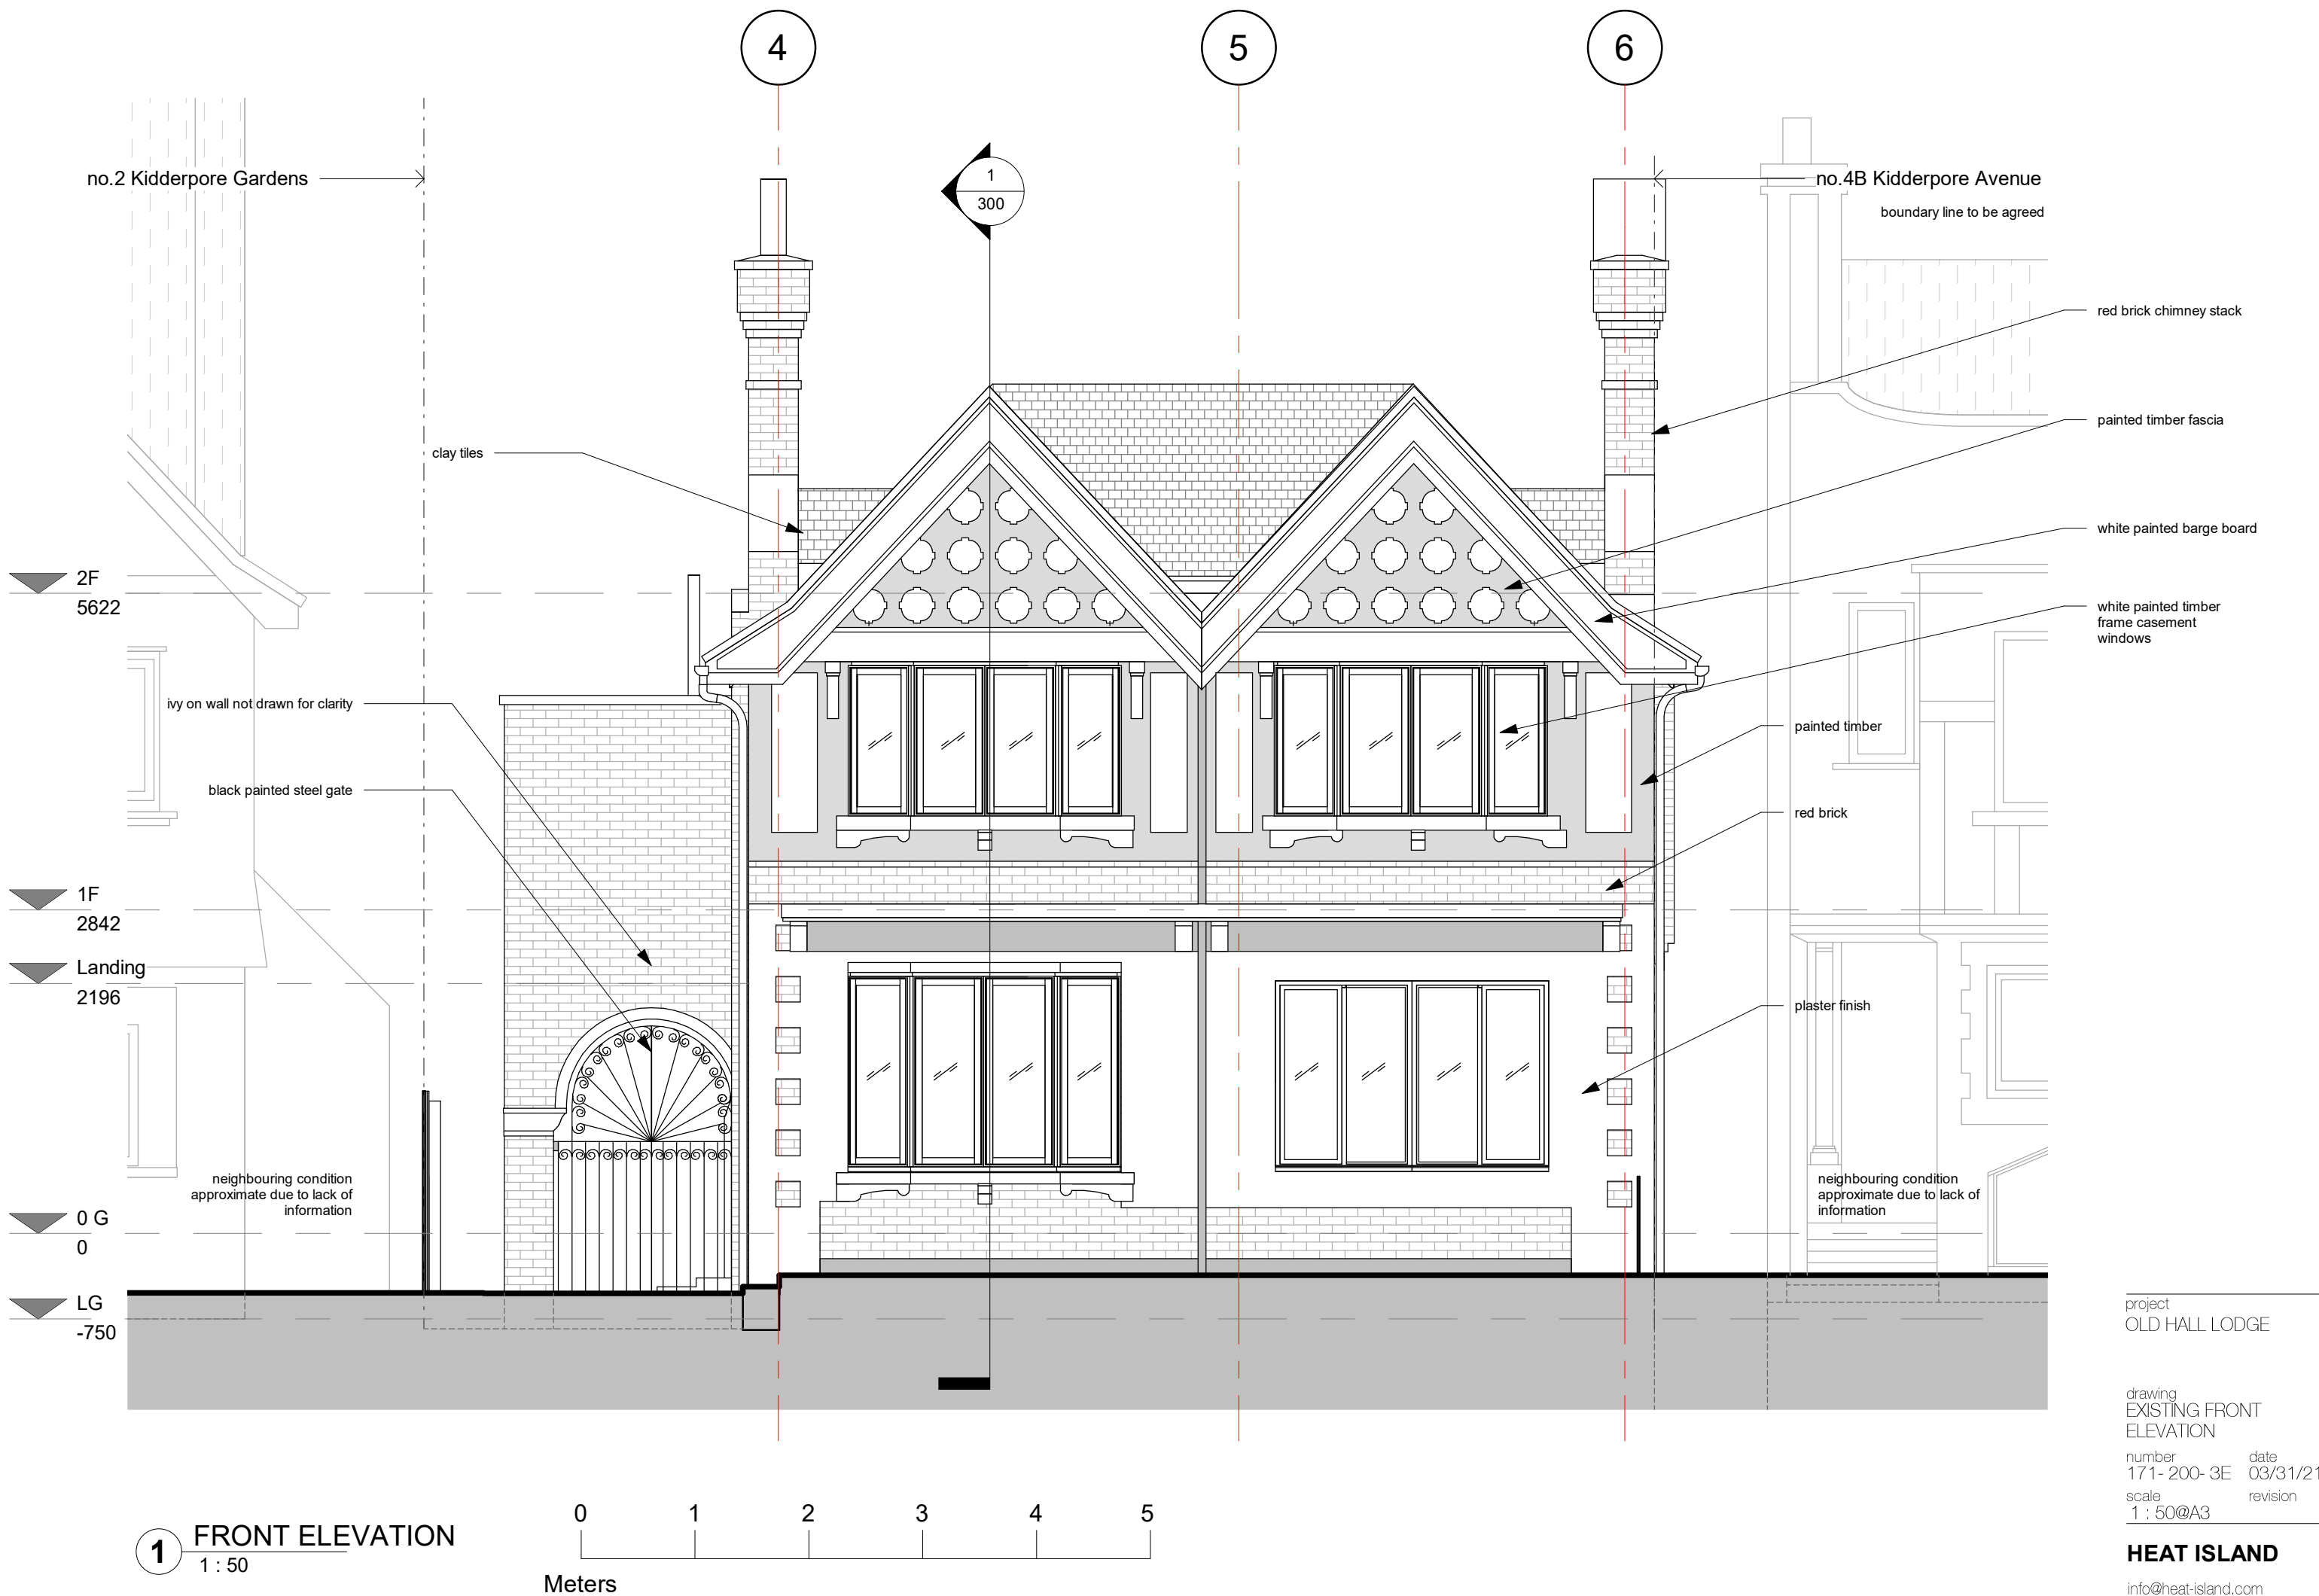 4
5
6
1
300
no.2 Kidderpore Gardens
no.4B Kidderpore Avenue
boundary line to be agreed
red brick chimney stack
painted timber fascia
clay tiles
white painted barge board
2F
5622
white painted timber
frame casement
windows
ivy on wall not drawn for clarity
painted timber
black painted steel gate
red brick
1F
2842
Landing
2196
plaster finish
neighbouring condition
approximate due to lack of
information
neighbouring condition
approximate due to lack of
information
0 G
0
LG
-750
project
OLD HALL LODGE
drawing
EXISTING FRONT
ELEVATION
number date
171- 200- 3E 03/31/21
scale revision
1 : 50@A3
HEAT ISLAND
info@heat-island.com
1 FRONT ELEVATION
1 : 50
0 1 2 3 4 5
Meters